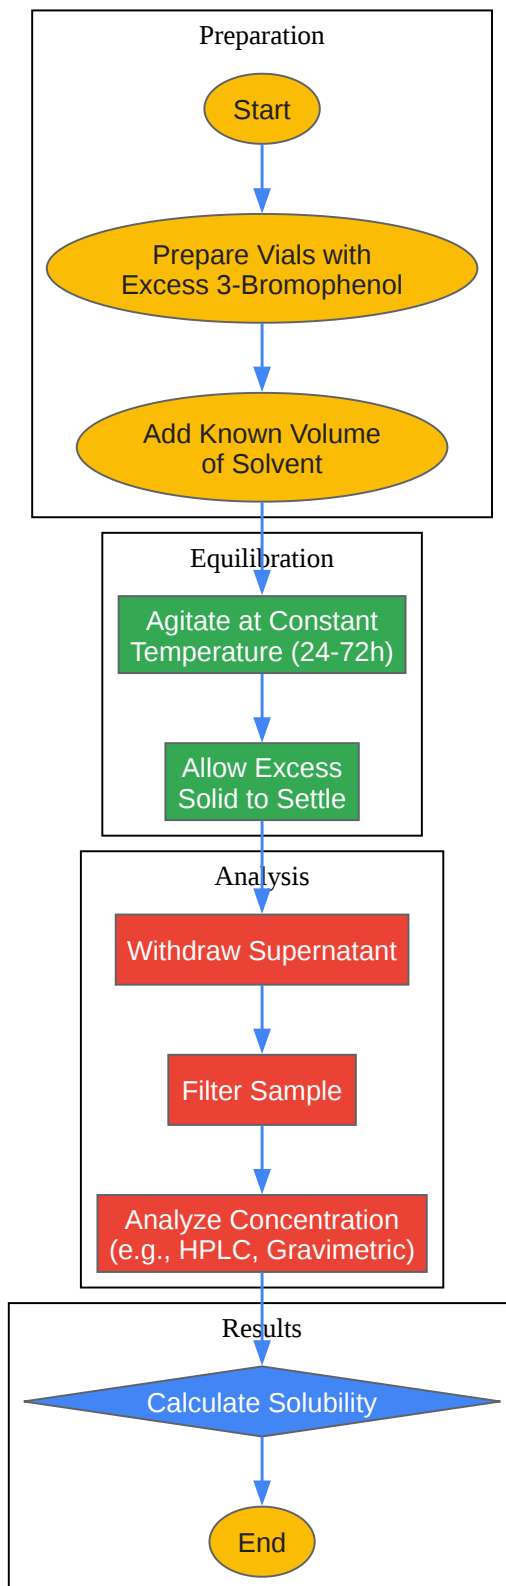 Preparation
Start
Prepare Vials with
Excess 3-Bromophenol
Add Known Volume
of Solvent
Equilibration
Agitate at Constant
Temperature (24-72h)
Allow Excess
Solid to Settle
Analysis
Withdraw Supernatant
Filter Sample
Analyze Concentration
(e.g., HPLC, Gravimetric)
Results
Calculate Solubility
End